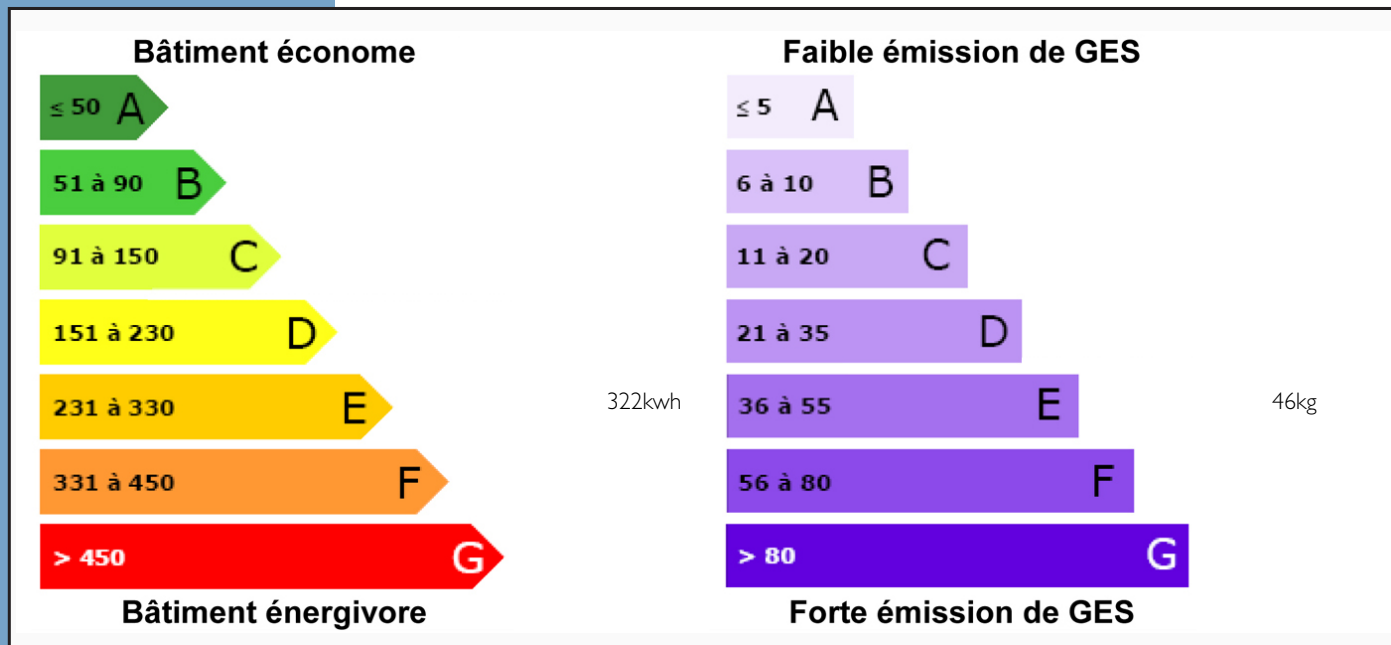 Bâtiment économe
≤ 50 A
51 à 90 B
91 à 150 C
151 à 230 D
231 à 330 E
322kwh
331 à 450 F
> 450 G
Bâtiment énergivore
Faible émission de GES
≤ 5 A
6 à 10 B
11 à 20 C
21 à 35 D
36 à 55 E
46kg
56 à 80 F
> 80 G
Forte émission de GES